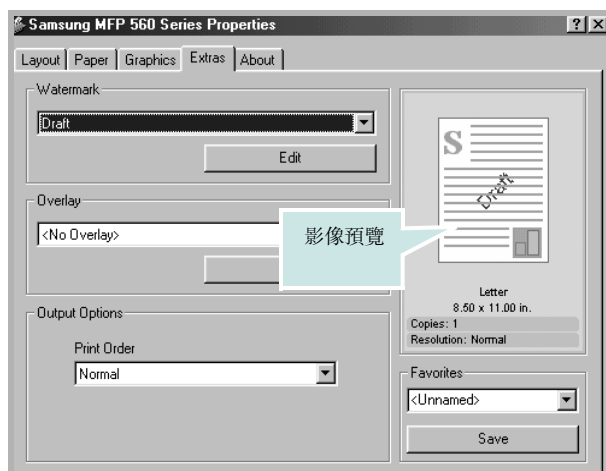 Samsung MFP 560 Series Properties
Layout Paper Graphics Extras About
Watermark
Draft
Edit
Overlay
<No Overlay>
影像預覽
Output Options
Print Order
Normal
S
Draft
Letter
8.50 x 11.00 in.
Copies: 1
Resolution: Normal
Favorites
<Unnamed>
Save